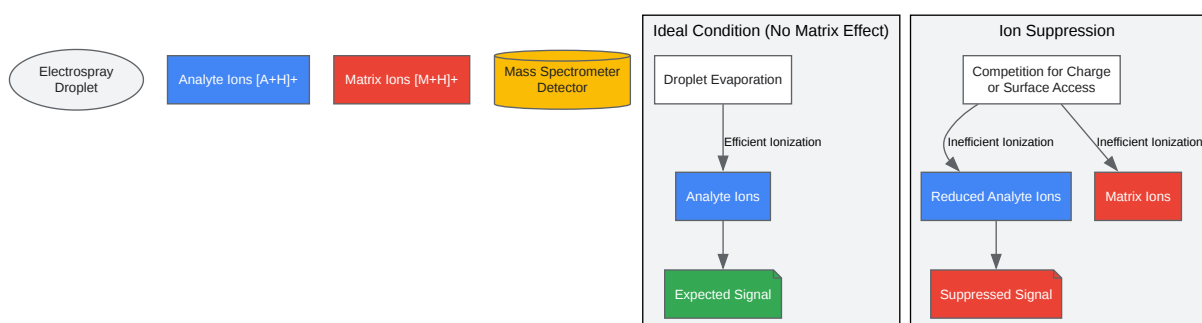 Electrospray
Droplet
Analyte Ions [A+H]+
Matrix Ions [M+H]+
Mass Spectrometer
Detector
Ideal Condition (No Matrix Effect)
Droplet Evaporation
Efficient Ionization
Analyte Ions
Expected Signal
Ion Suppression
Competition for Charge
or Surface Access
Inefficient Ionization
Inefficient Ionization
Reduced Analyte Ions
Matrix Ions
Suppressed Signal